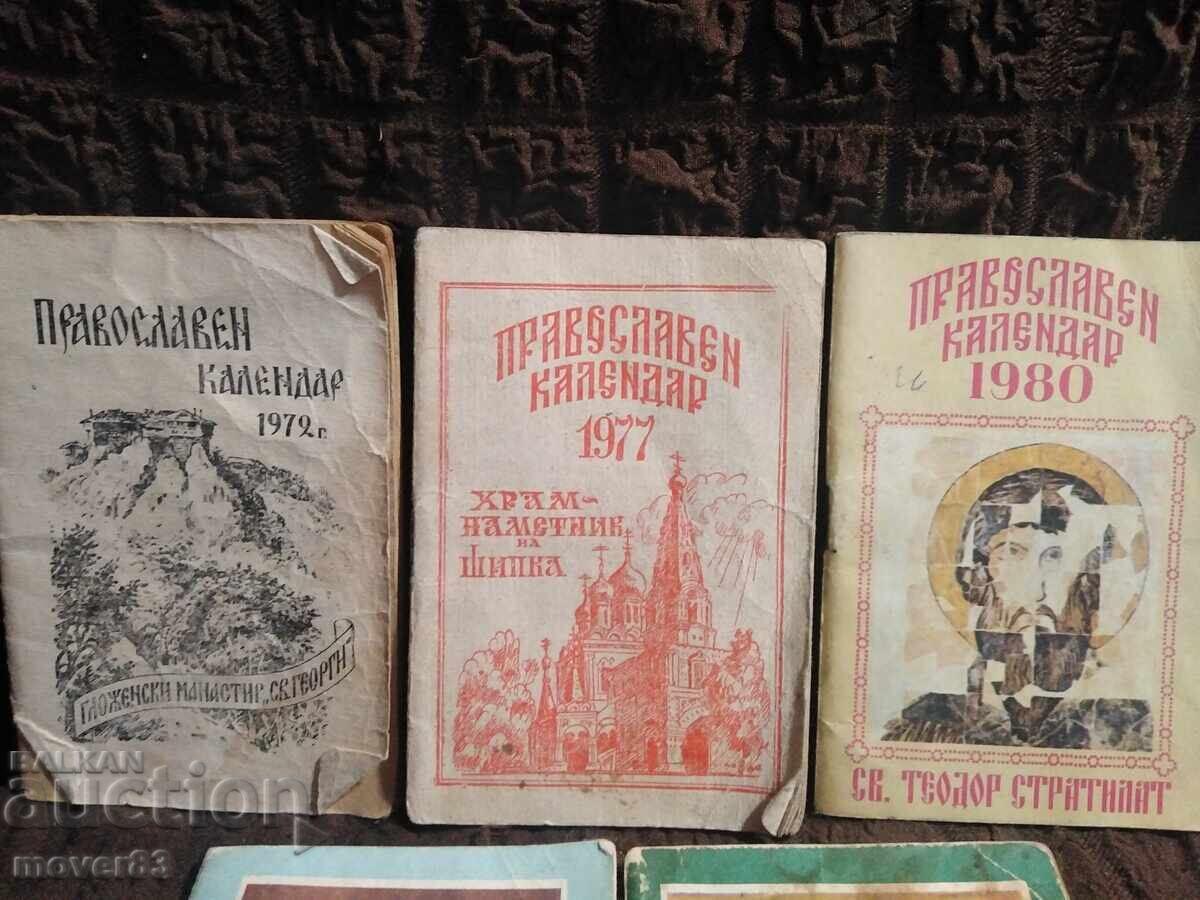 ПРАВОСЛАВЕН
КАЛЕНДАР
1972 г.
ГЛОЖЕНСКИ МАНАСТИР „СВ. ГЕОРГИ"
ПРАВОСЛАВЕН
КАЛЕНДАР
1977
ХРАМ-
ПАМЕТНИК
НА
ШИПКА
ПРАВОСЛАВЕН
КАЛЕНДАР
1980
СВ. ТЕОДОР СТРАТИЛАТ
BALKAN
auction
mover83